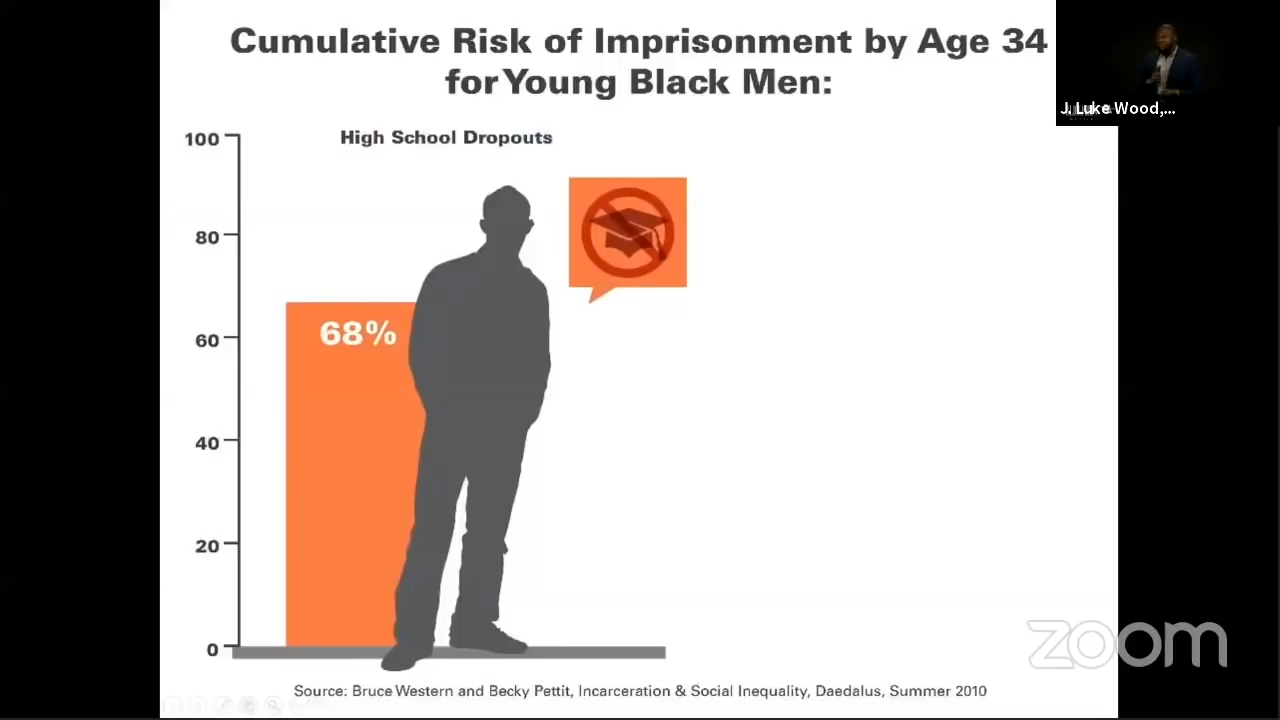 Cumulative Risk of Imprisonment by Age 34
for Young Black Men:
J. Luke Wood,...
High School Dropouts
100
80
60
40
20
0
68%
zoom
Source: Bruce Western and Becky Pettit, Incarceration & Social Inequality, Daedalus, Summer 2010